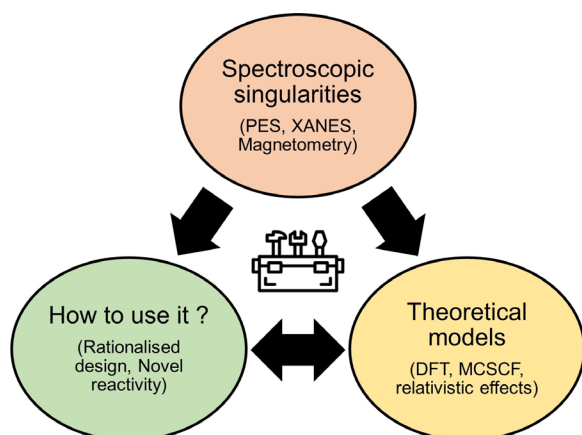 Spectroscopic
singularities
(PES, XANES,
Magnetometry)
How to use it ?
(Rationalised
design, Novel
reactivity)
Theoretical
models
(DFT, MCSCF,
relativistic effects)